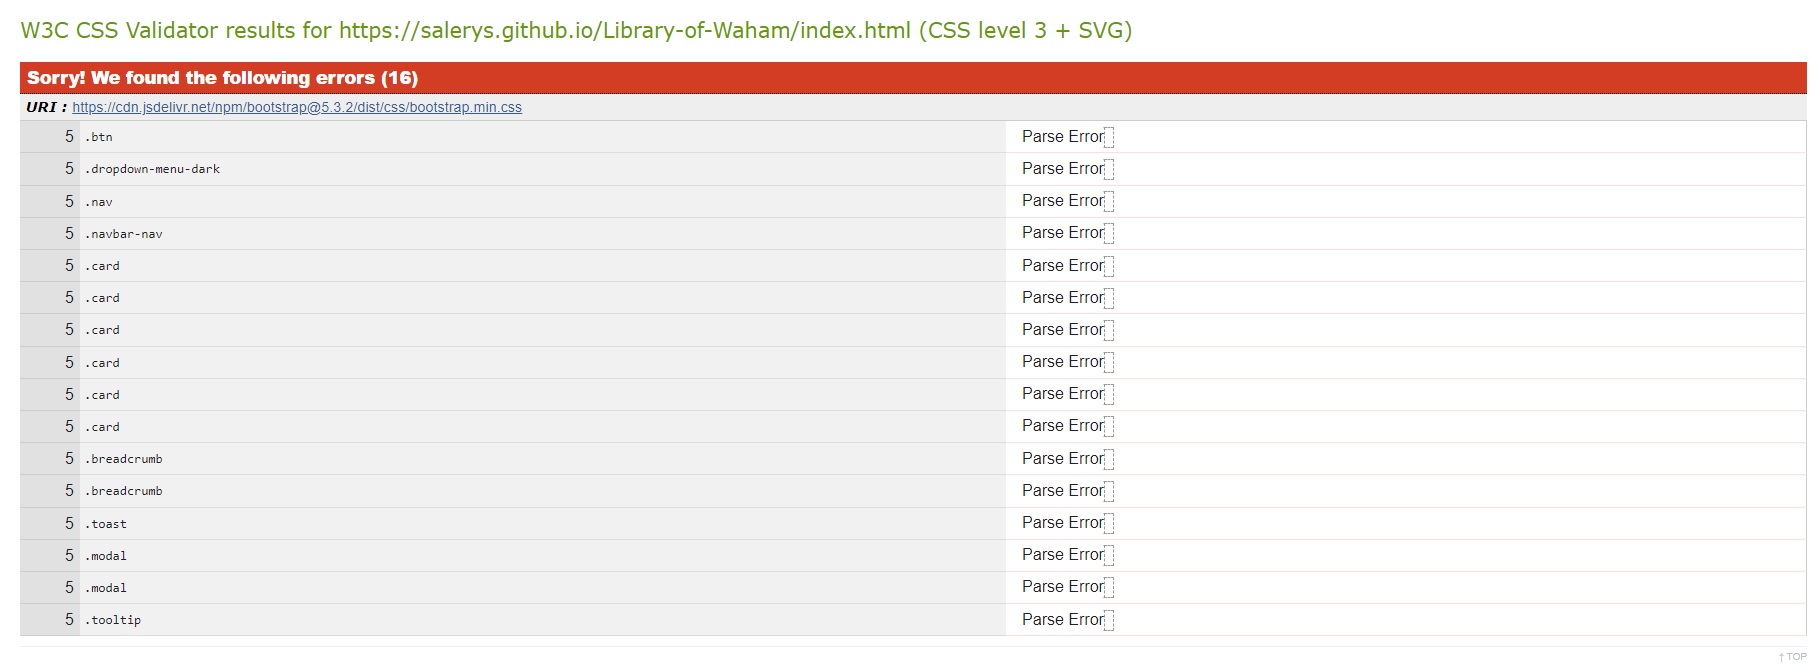 W3C CSS Validator results for https://salerys.github.io/Library-of-Waham/index.html (CSS level 3 + SVG)
Sorry! We found the following errors (16)
URI : https://cdn.jsdelivr.net/npm/bootstrap@5.3.2/dist/css/bootstrap.min.css
5 .btn Parse Error
5 .dropdown-menu-dark Parse Error
5 .nav Parse Error
5 .navbar-nav Parse Error
5 .card Parse Error
5 .card Parse Error
5 .card Parse Error
5 .card Parse Error
5 .card Parse Error
5 .card Parse Error
5 .breadcrumb Parse Error
5 .breadcrumb Parse Error
5 .toast Parse Error
5 .modal Parse Error
5 .modal Parse Error
5 .tooltip Parse Error
↑ TOP